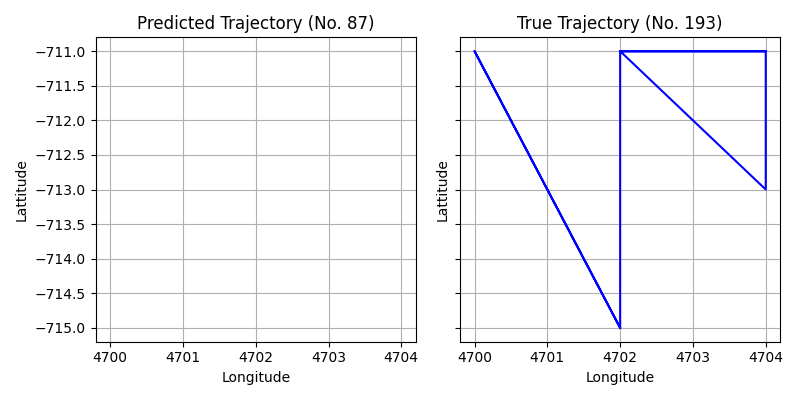 Predicted Trajectory (No. 87)
True Trajectory (No. 193)
Lattitude
−711.0
−711.5
−712.0
−712.5
−713.0
−713.5
−714.0
−714.5
−715.0
4700 4701 4702 4703 4704
Longitude
Lattitude
4700 4701 4702 4703 4704
Longitude